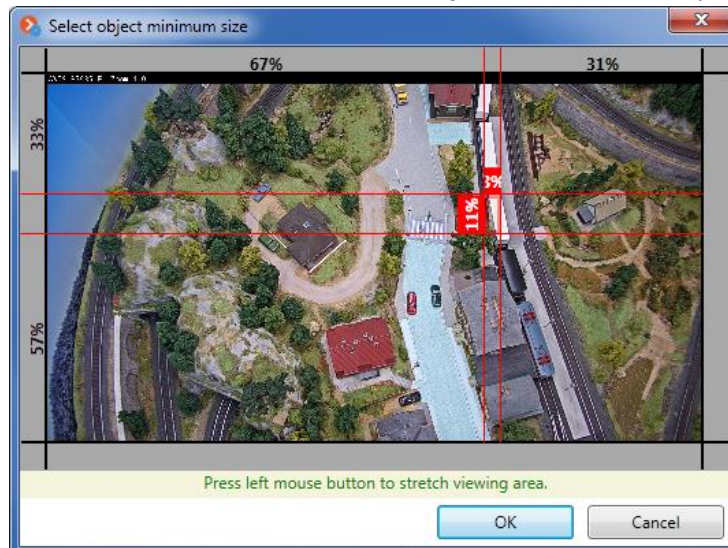 Select object minimum size
67%
31%
33%
3%
11%
57%
Press left mouse button to stretch viewing area.
OK
Cancel